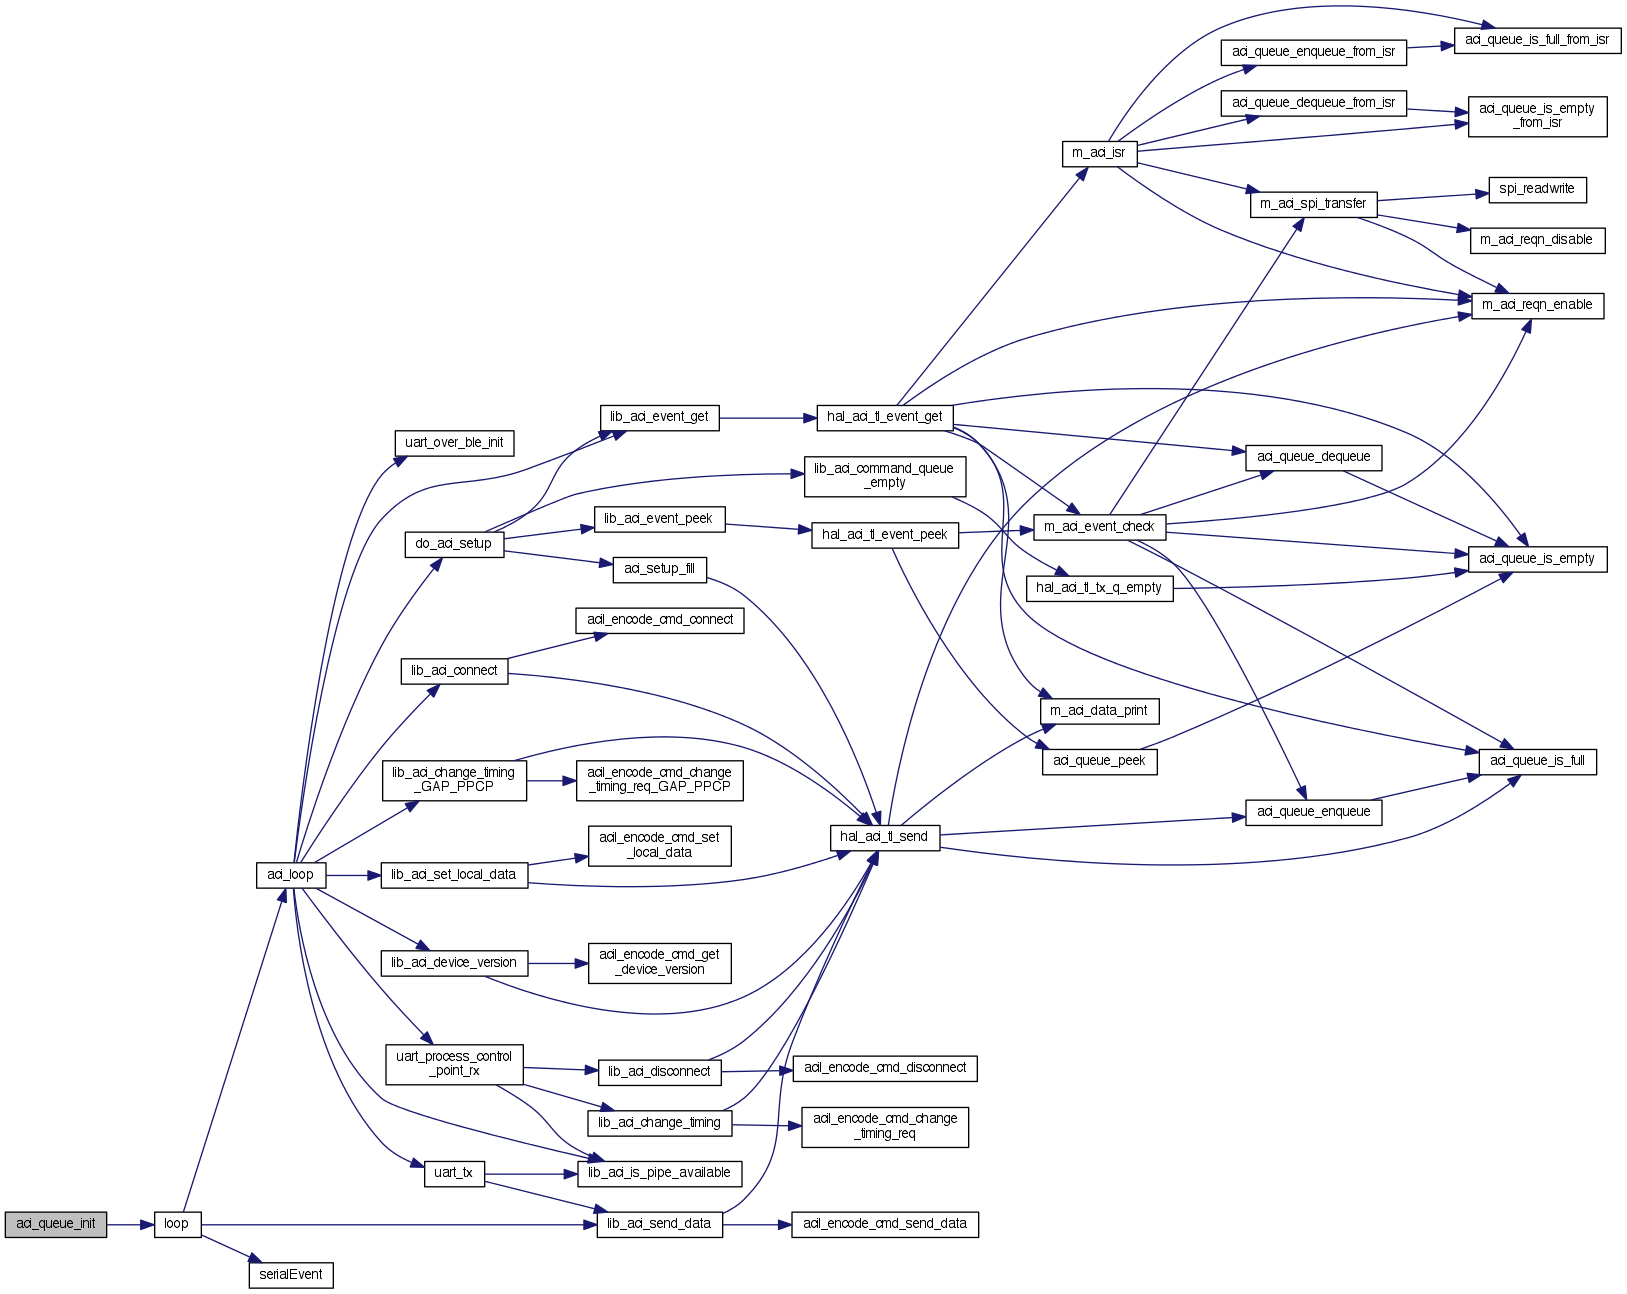 aci_queue_is_full_from_isr
aci_queue_enqueue_from_isr
aci_queue_dequeue_from_isr
aci_queue_is_empty
_from_isr
m_aci_isr
spi_readwrite
m_aci_spi_transfer
m_aci_reqn_disable
m_aci_reqn_enable
lib_aci_event_get
hal_aci_tl_event_get
uart_over_ble_init
aci_queue_dequeue
lib_aci_command_queue
_empty
lib_aci_event_peek
m_aci_event_check
hal_aci_tl_event_peek
do_aci_setup
aci_queue_is_empty
aci_setup_fill
hal_aci_tl_tx_q_empty
acil_encode_cmd_connect
lib_aci_connect
m_aci_data_print
aci_queue_peek
aci_queue_is_full
lib_aci_change_timing
_GAP_PPCP
acil_encode_cmd_change
_timing_req_GAP_PPCP
aci_queue_enqueue
hal_aci_tl_send
acil_encode_cmd_set
_local_data
aci_loop
lib_aci_set_local_data
lib_aci_device_version
acil_encode_cmd_get
_device_version
uart_process_control
_point_rx
lib_aci_disconnect
acil_encode_cmd_disconnect
lib_aci_change_timing
acil_encode_cmd_change
_timing_req
uart_tx
lib_aci_is_pipe_available
aci_queue_init
loop
lib_aci_send_data
acil_encode_cmd_send_data
serialEvent